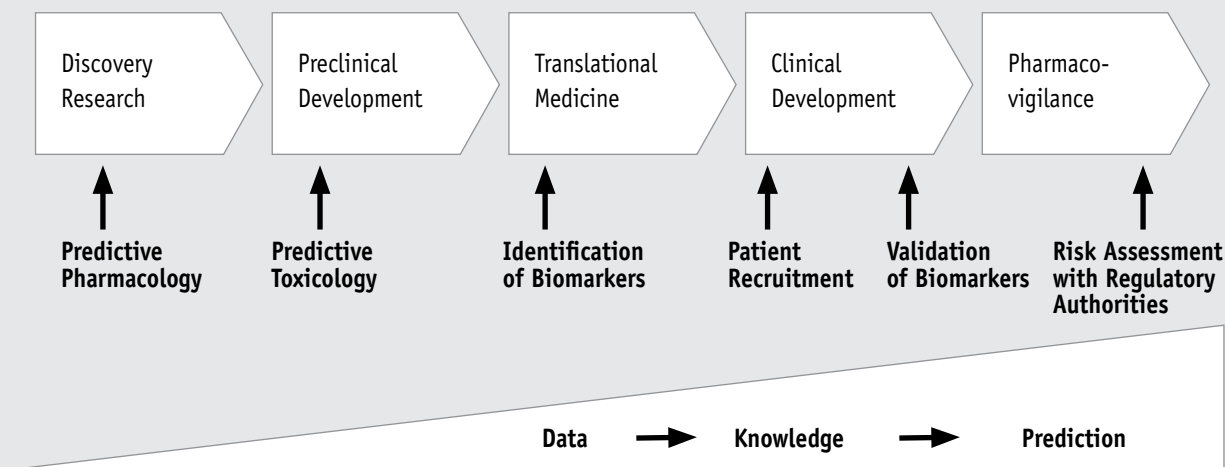 Discovery
Research
Preclinical
Development
Translational
Medicine
Clinical
Development
Pharmaco-
vigilance
Predictive
Pharmacology
Predictive
Toxicology
Identification
of Biomarkers
Patient
Recruitment
Validation
of Biomarkers
Risk Assessment
with Regulatory
Authorities
Data
Knowledge
Prediction